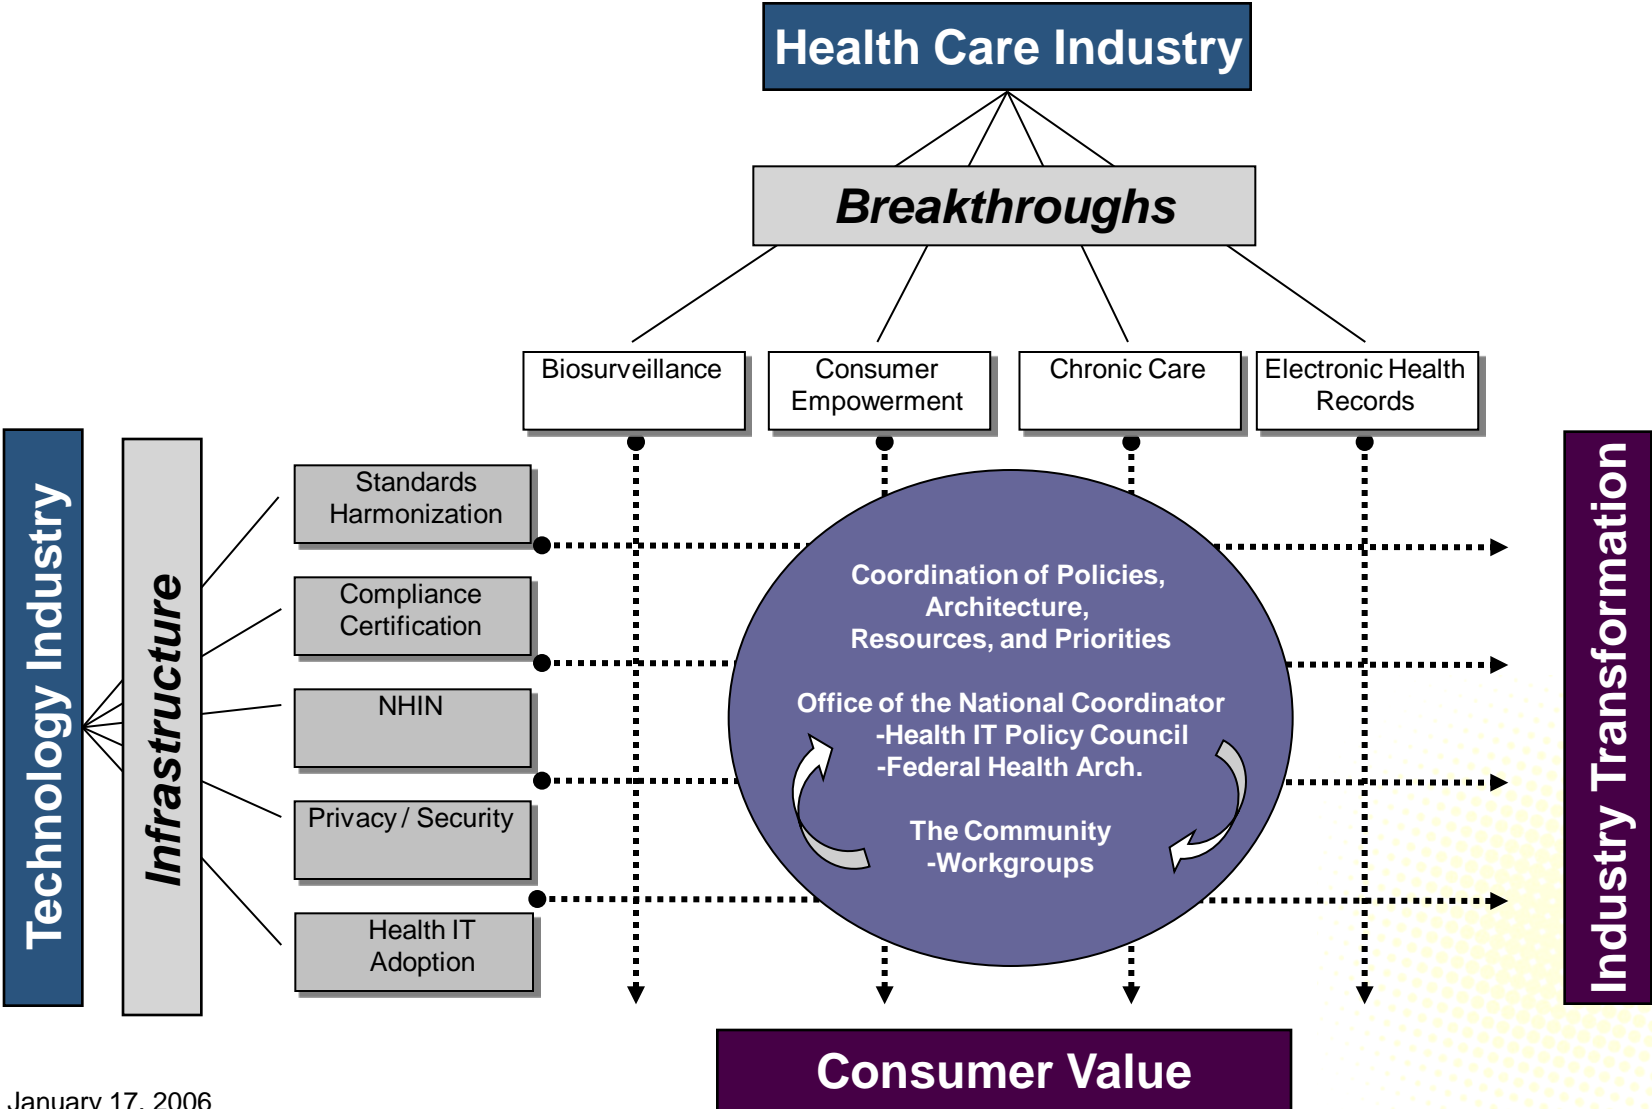 Health Care Industry
Breakthroughs
Biosurveillance
Consumer
Empowerment
Chronic Care
Electronic Health
Records
Technology Industry
Infrastructure
Standards
Harmonization
Compliance
Certification
NHIN
Privacy / Security
Health IT
Adoption
Coordination of Policies,
Architecture,
Resources, and Priorities
Office of the National Coordinator
-Health IT Policy Council
-Federal Health Arch.
The Community
-Workgroups
Industry Transformation
Consumer Value
January 17, 2006